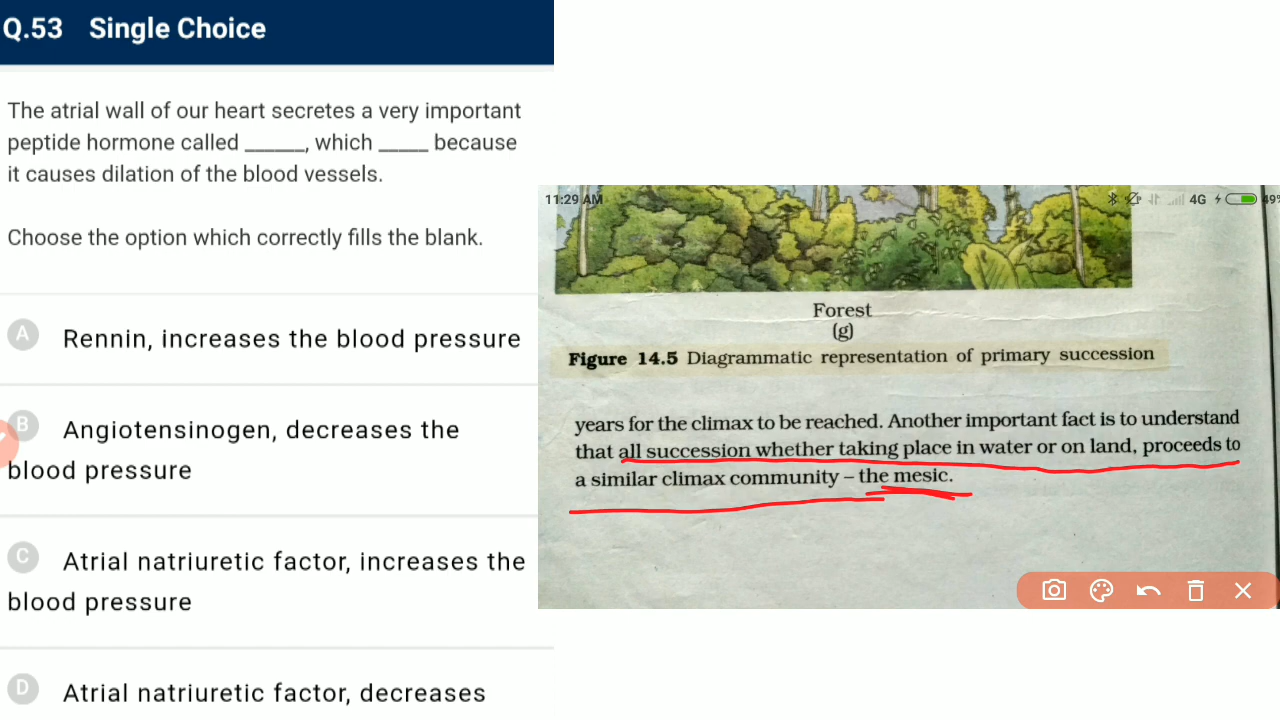 Q.53 Single Choice
The atrial wall of our heart secretes a very important
peptide hormone called ______, which _____ because
it causes dilation of the blood vessels.
Choose the option which correctly fills the blank.
A Rennin, increases the blood pressure
B Angiotensinogen, decreases the
blood pressure
C Atrial natriuretic factor, increases the
blood pressure
D Atrial natriuretic factor, decreases
11:29 AM
4G
49%
Forest
(g)
Figure 14.5 Diagrammatic representation of primary succession
years for the climax to be reached. Another important fact is to understand
that all succession whether taking place in water or on land, proceeds to
a similar climax community – the mesic.